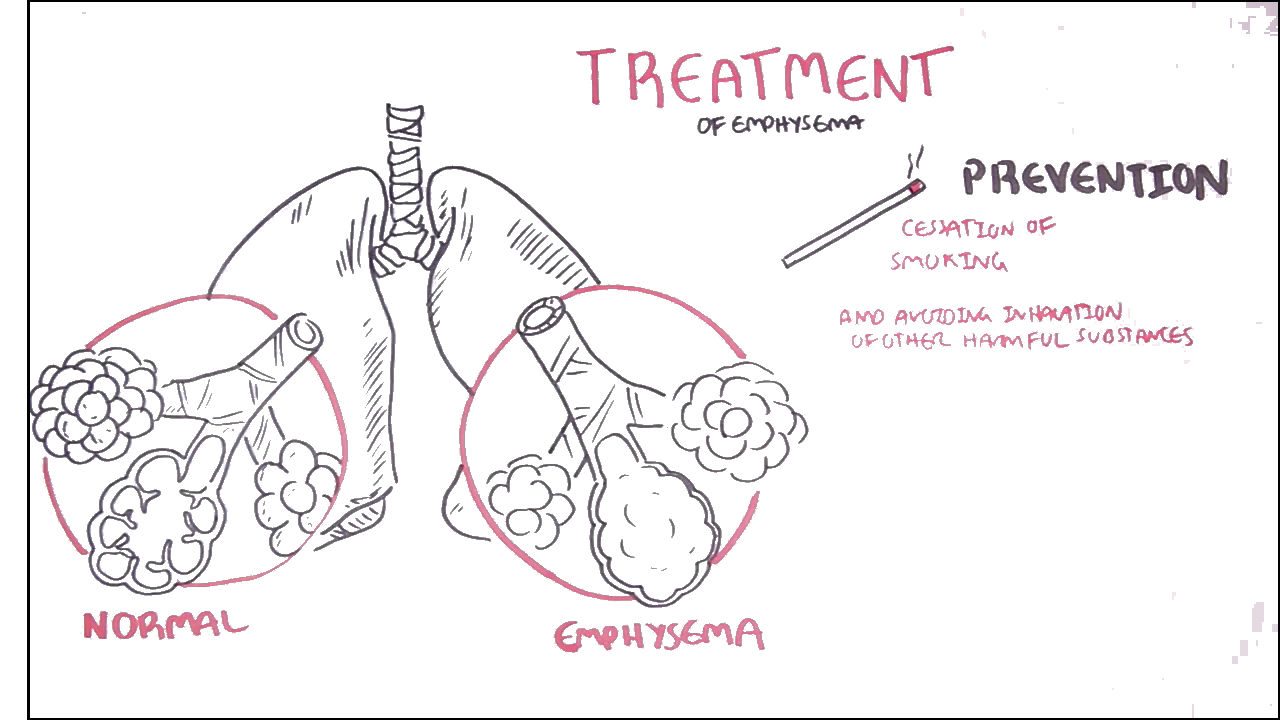 TREATMENT
OF EMPHYSEMA
PREVENTION
CESSATION OF
SMOKING
AND AVOIDING INHALATION
OF OTHER HARMFUL SUBSTANCES
NORMAL
EMPHYSEMA